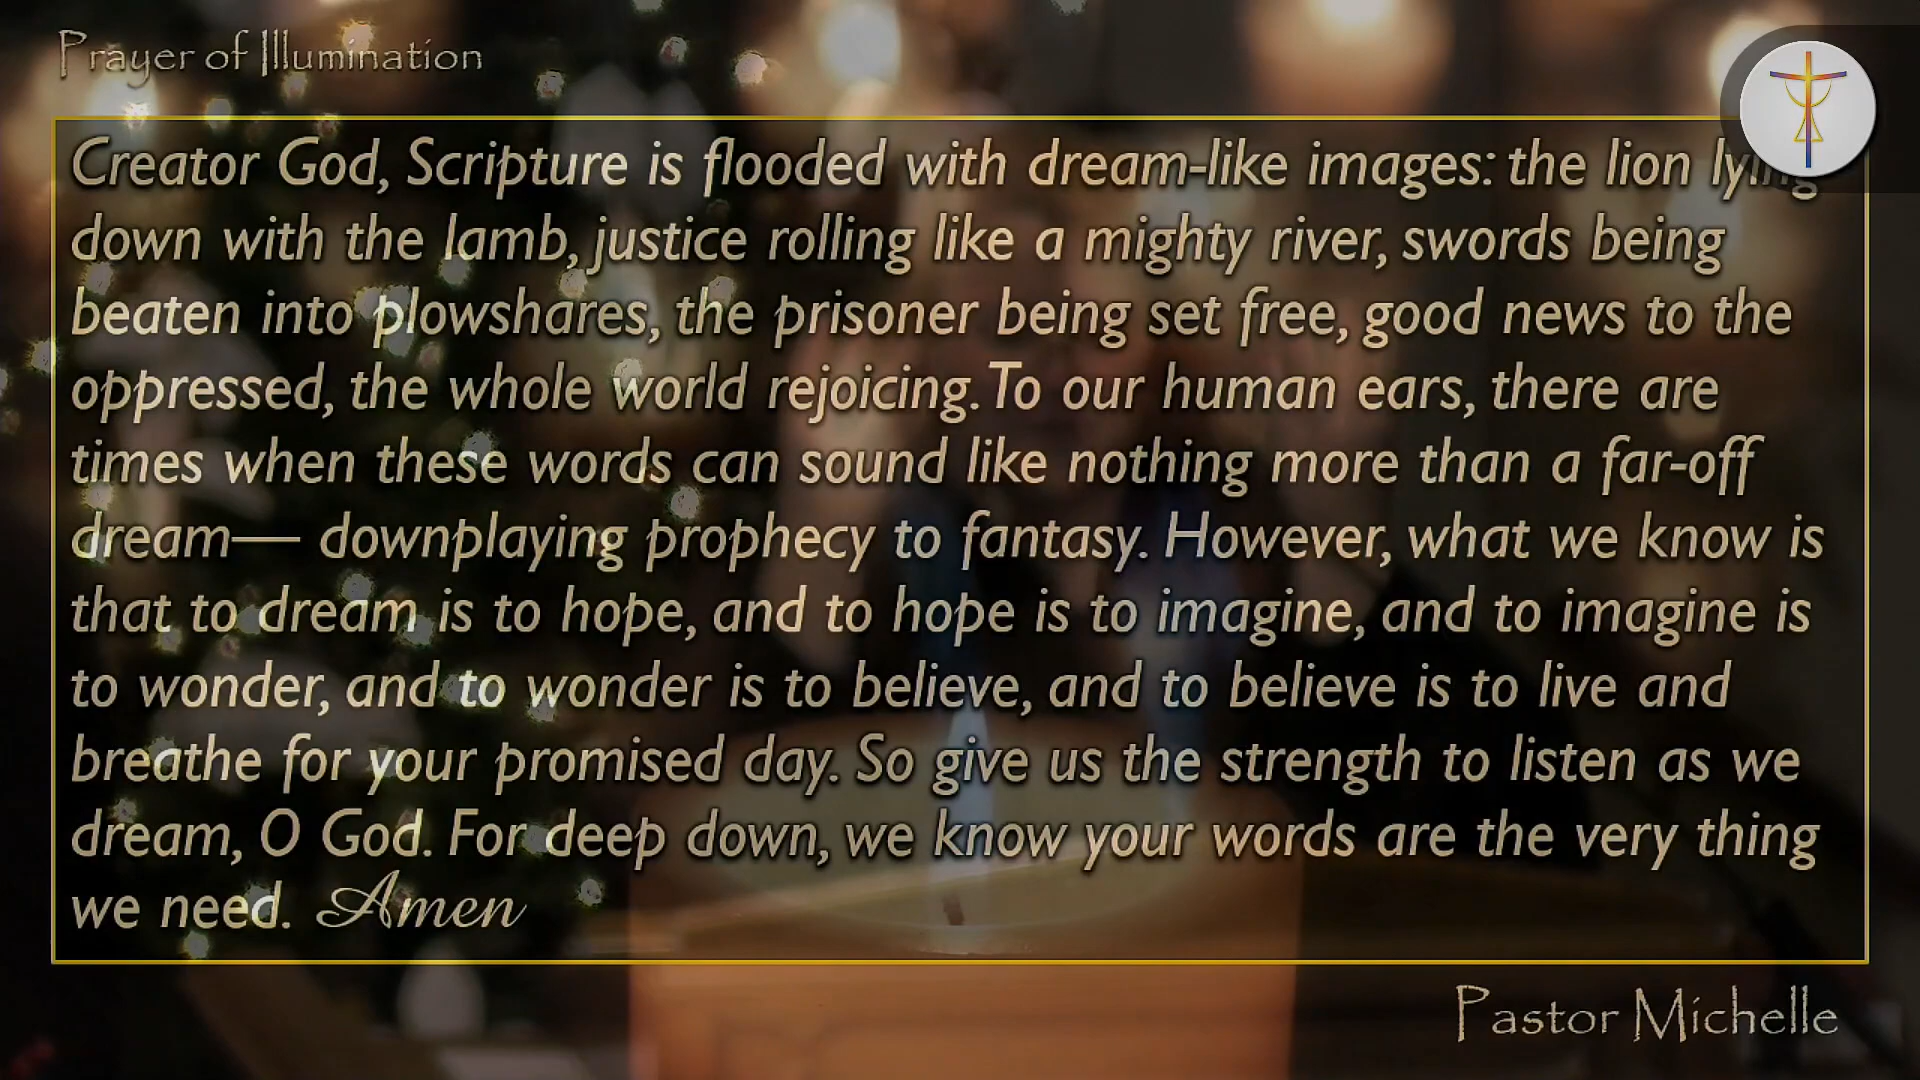 Prayer of Illumination
Creator God, Scripture is flooded with dream-like images: the lion lying
down with the lamb, justice rolling like a mighty river, swords being
beaten into plowshares, the prisoner being set free, good news to the
oppressed, the whole world rejoicing. To our human ears, there are
times when these words can sound like nothing more than a far-off
dream— downplaying prophecy to fantasy. However, what we know is
that to dream is to hope, and to hope is to imagine, and to imagine is
to wonder, and to wonder is to believe, and to believe is to live and
breathe for your promised day. So give us the strength to listen as we
dream, O God. For deep down, we know your words are the very thing
we need. Amen
Pastor Michelle